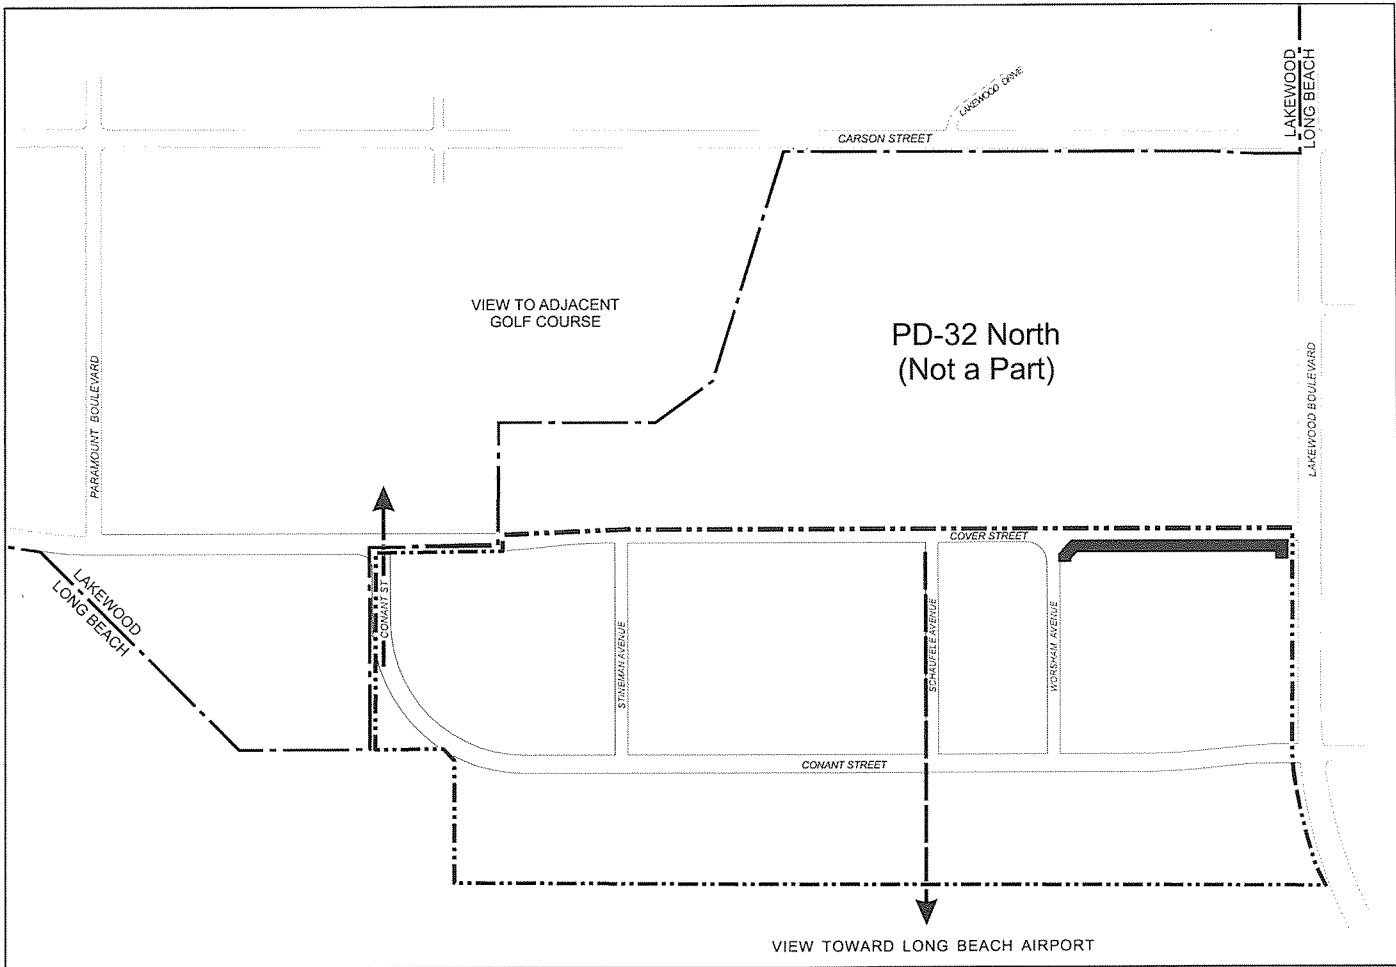 LAKEWOOD
LONG BEACH
LAKEWOOD DRIVE
CARSON STREET
VIEW TO ADJACENT
GOLF COURSE
PD-32 North
(Not a Part)
PARAMOUNT BOULEVARD
LAKEWOOD BOULEVARD
COVER STREET
LAKEWOOD
LONG BEACH
CONANT ST
STINEMAN AVENUE
SCHAUFELE AVENUE
WORSHAM AVENUE
CONANT STREET
VIEW TOWARD LONG BEACH AIRPORT